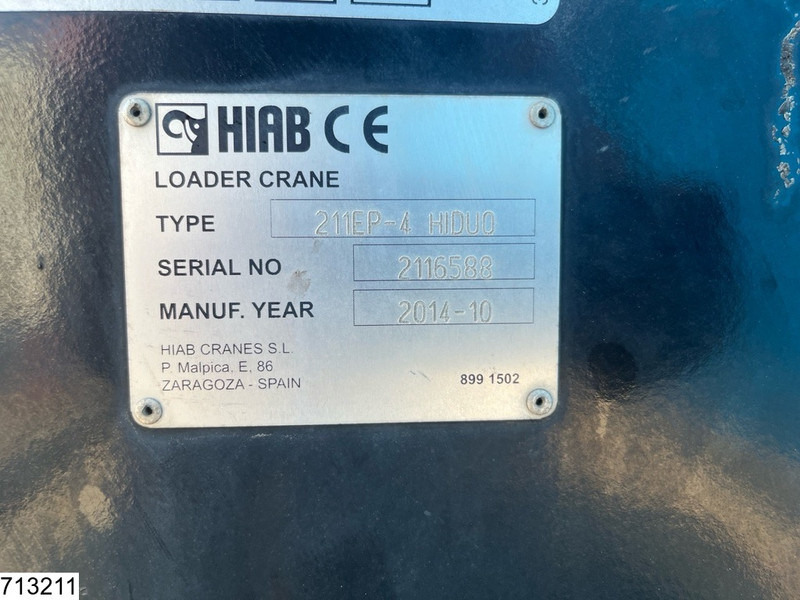 HIAB CE
LOADER CRANE
TYPE 211EP-4 HIDUO
SERIAL NO 2116588
MANUF. YEAR 2014-10
HIAB CRANES S.L.
P. Malpica. E, 86
ZARAGOZA - SPAIN 899 1502
713211